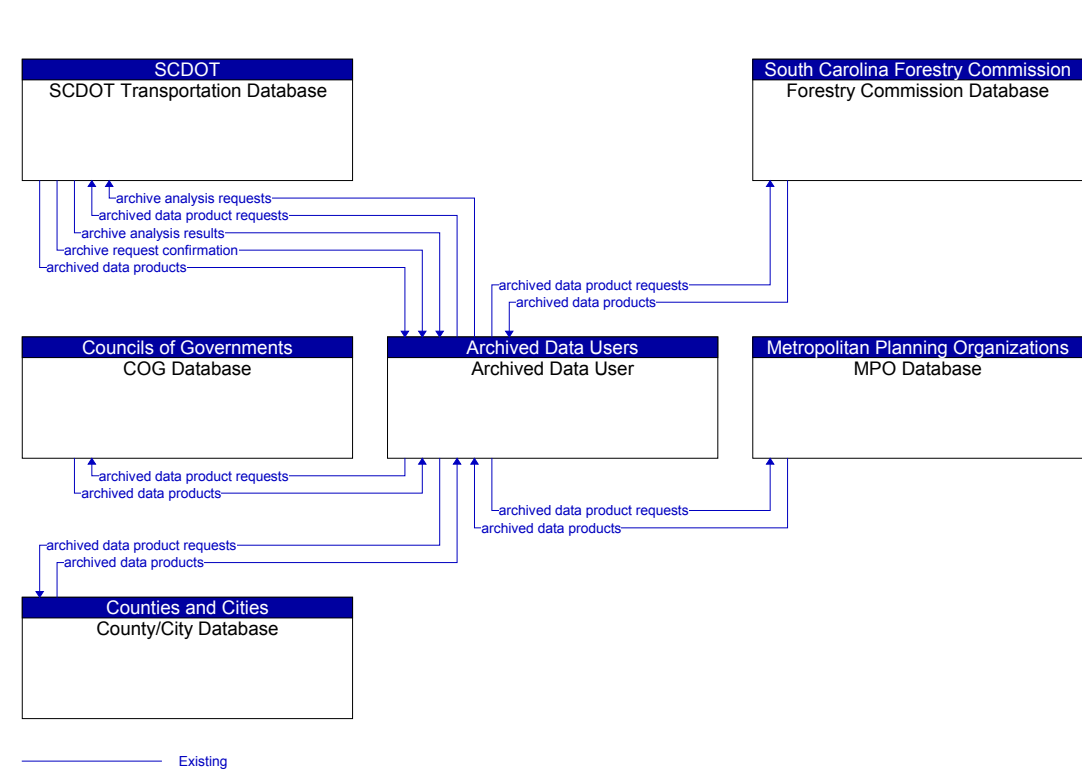 SCDOT
SCDOT Transportation Database
South Carolina Forestry Commission
Forestry Commission Database
archive analysis requests
archived data product requests
archive analysis results
archive request confirmation
archived data products
archived data product requests
archived data products
Councils of Governments
COG Database
Archived Data Users
Archived Data User
Metropolitan Planning Organizations
MPO Database
archived data product requests
archived data products
archived data product requests
archived data products
archived data product requests
archived data products
Counties and Cities
County/City Database
Existing